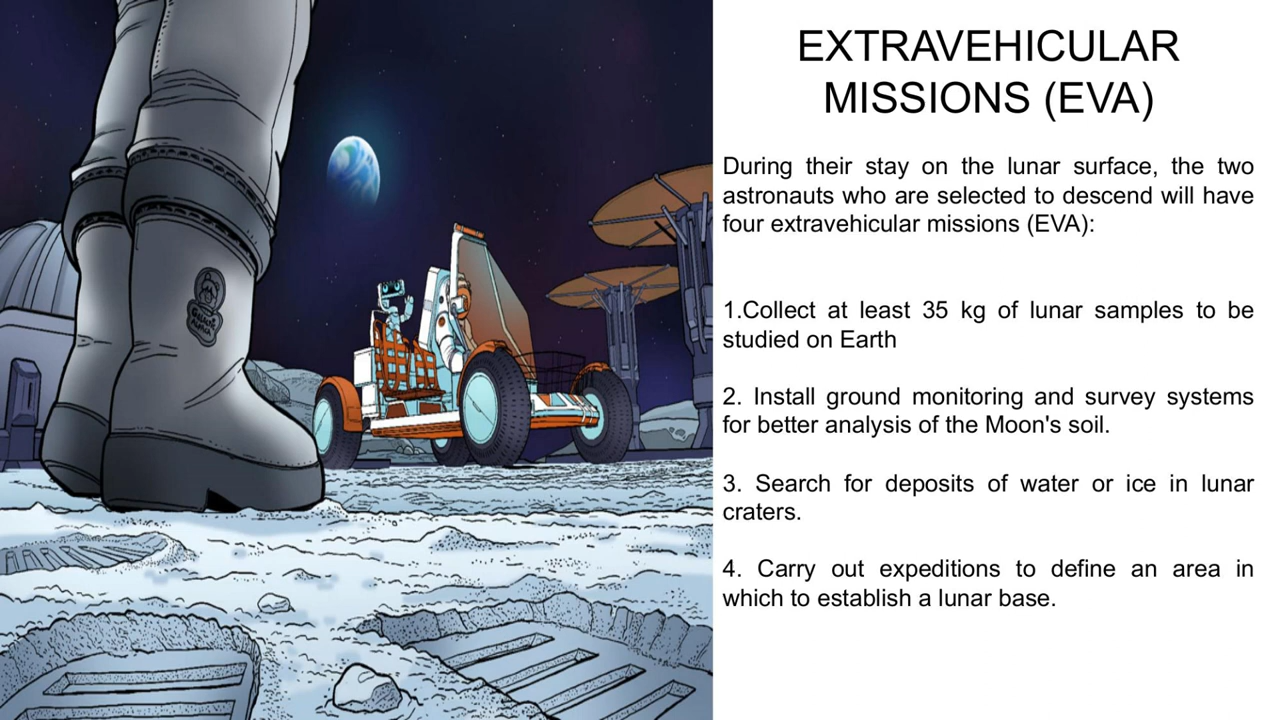 EXTRAVEHICULAR
MISSIONS (EVA)
During their stay on the lunar surface, the two
astronauts who are selected to descend will have
four extravehicular missions (EVA):
1.Collect at least 35 kg of lunar samples to be
studied on Earth
2. Install ground monitoring and survey systems
for better analysis of the Moon's soil.
3. Search for deposits of water or ice in lunar
craters.
4. Carry out expeditions to define an area in
which to establish a lunar base.